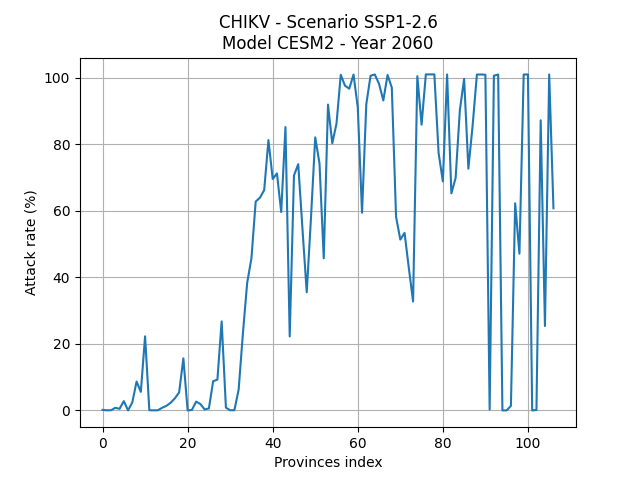 CHIKV - Scenario SSP1-2.6
Model CESM2 - Year 2060
100
80
60
40
20
0
Attack rate (%)
0 20 40 60 80 100
Provinces index